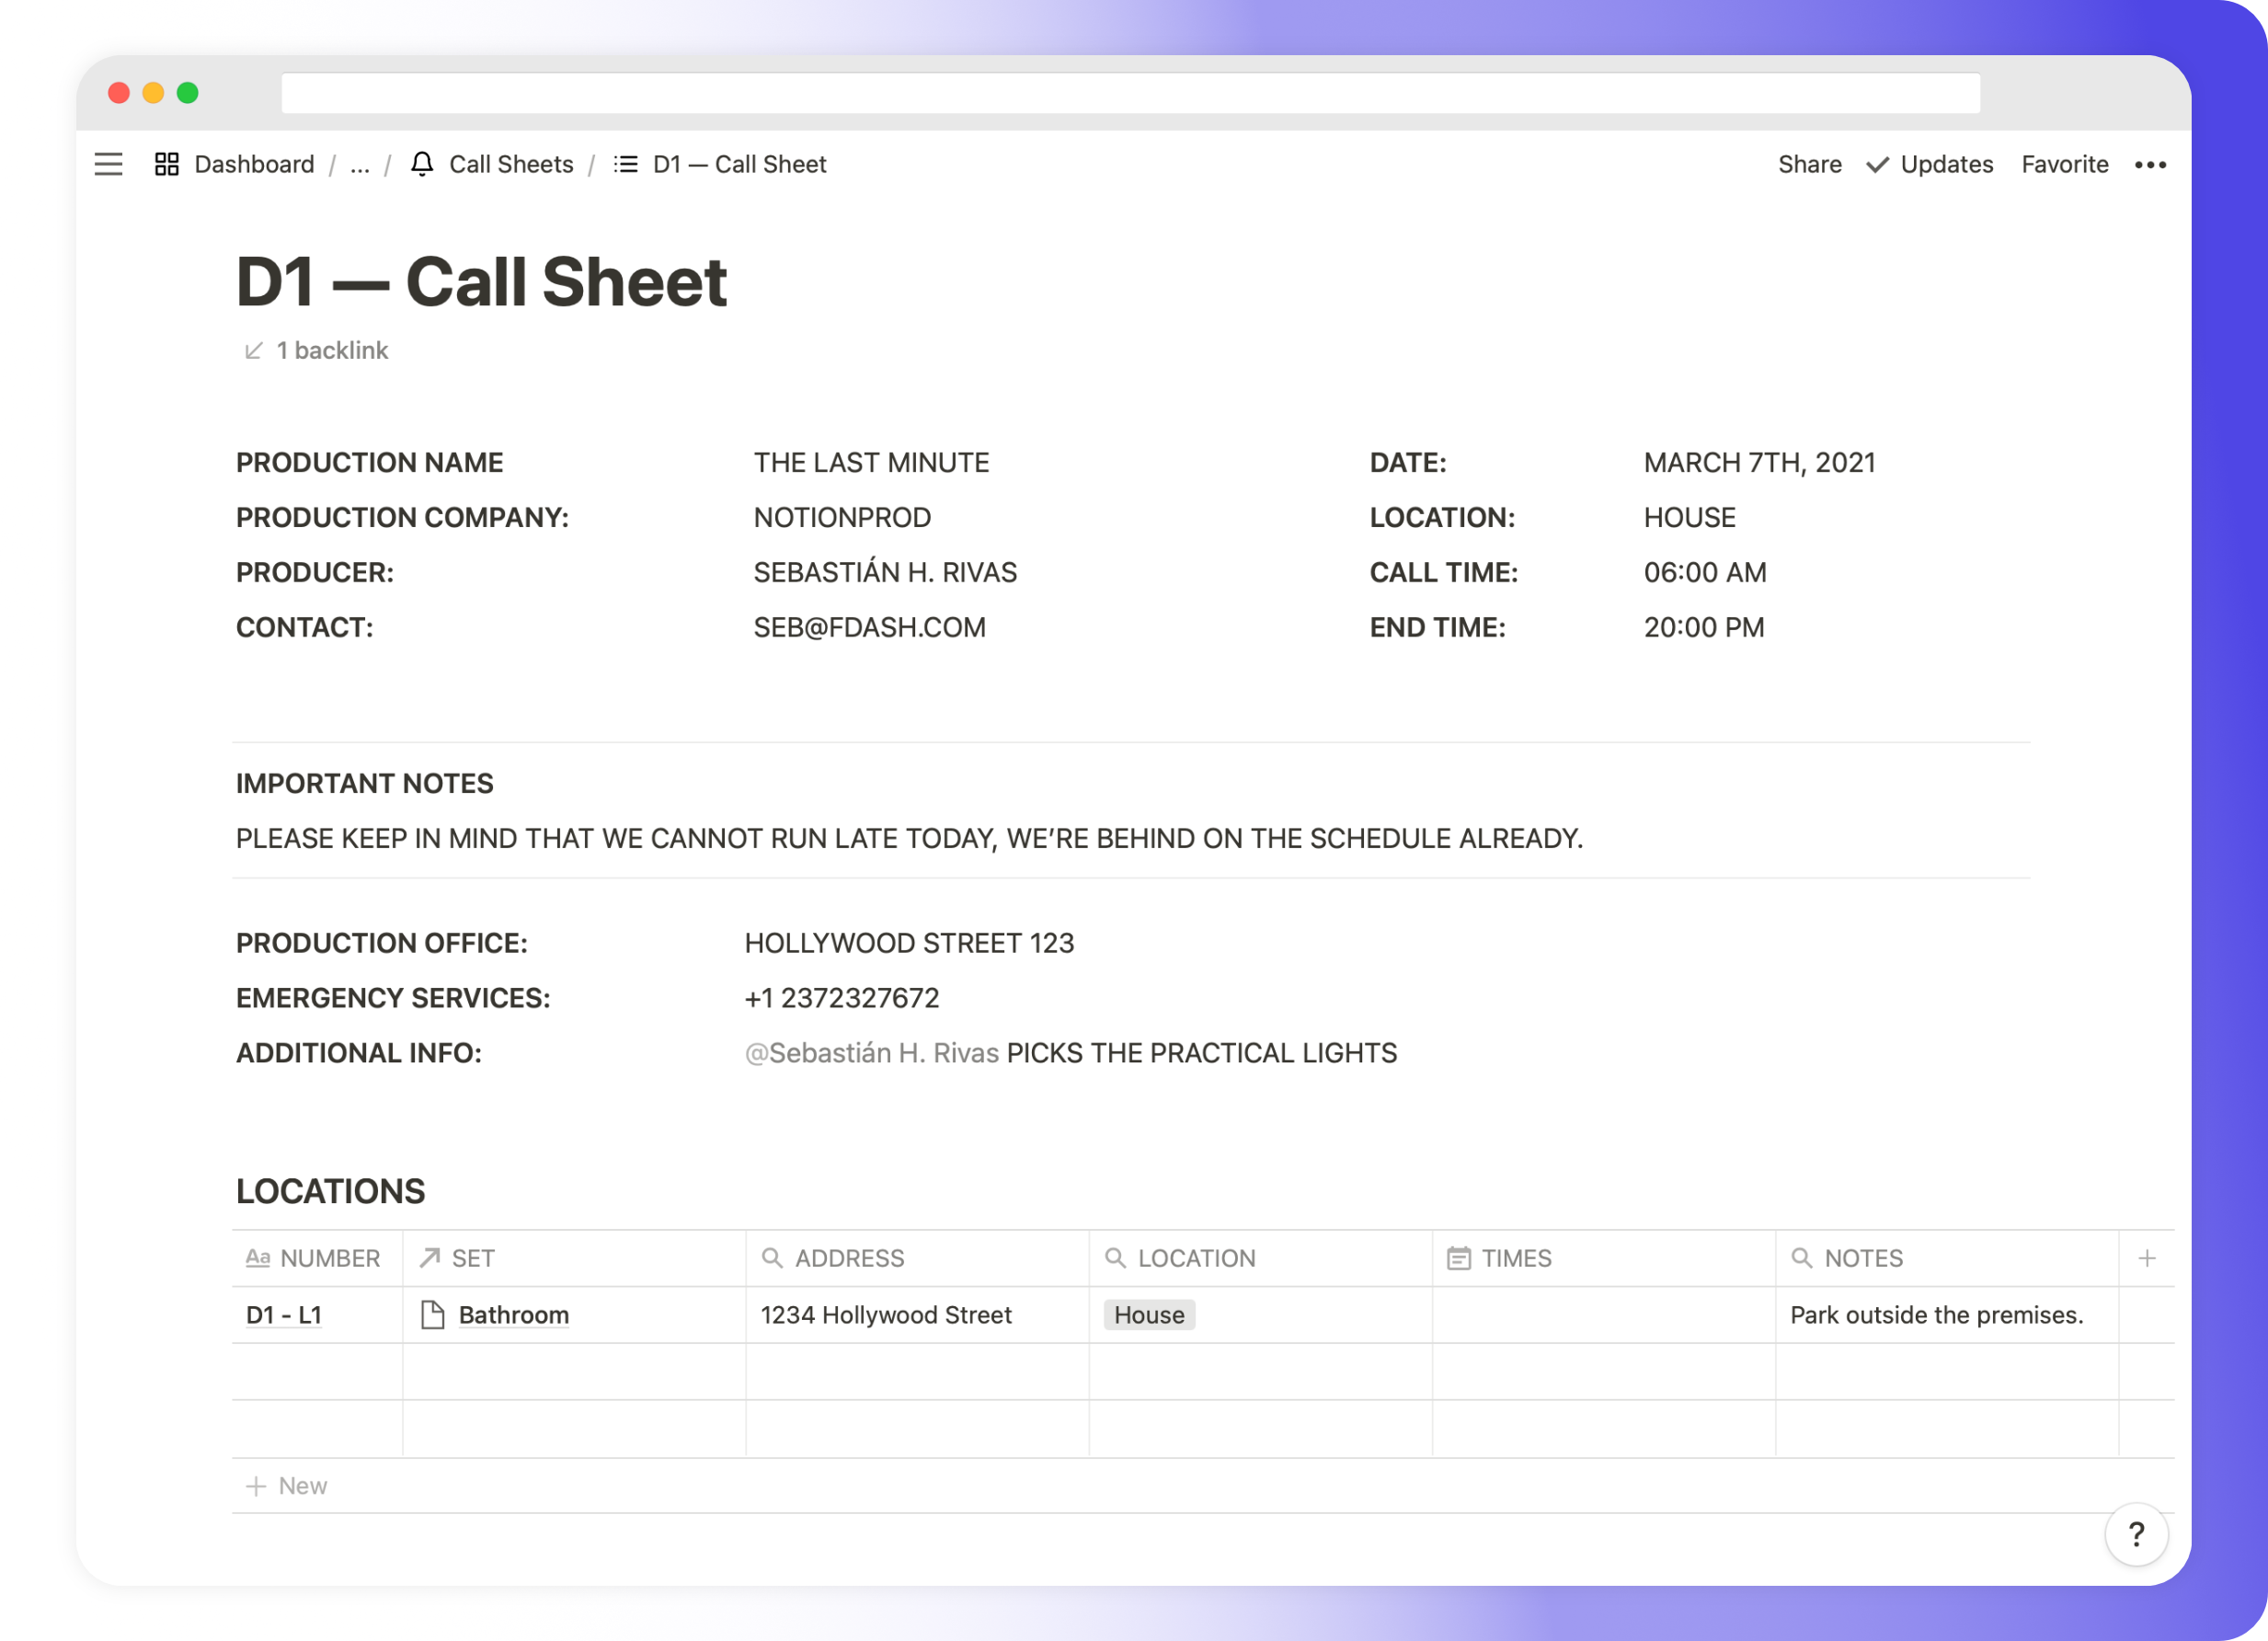 Dashboard / ... / Call Sheets / D1 — Call Sheet Share Updates Favorite •••
D1 — Call Sheet
1 backlink
PRODUCTION NAME THE LAST MINUTE DATE: MARCH 7TH, 2021
PRODUCTION COMPANY: NOTIONPROD LOCATION: HOUSE
PRODUCER: SEBASTIÁN H. RIVAS CALL TIME: 06:00 AM
CONTACT: SEB@FDASH.COM END TIME: 20:00 PM
IMPORTANT NOTES
PLEASE KEEP IN MIND THAT WE CANNOT RUN LATE TODAY, WE’RE BEHIND ON THE SCHEDULE ALREADY.
PRODUCTION OFFICE: HOLLYWOOD STREET 123
EMERGENCY SERVICES: +1 2372327672
ADDITIONAL INFO: @Sebastián H. Rivas PICKS THE PRACTICAL LIGHTS
LOCATIONS
Aa NUMBER SET ADDRESS LOCATION TIMES NOTES +
D1 - L1 Bathroom 1234 Hollywood Street House Park outside the premises.
+ New
?